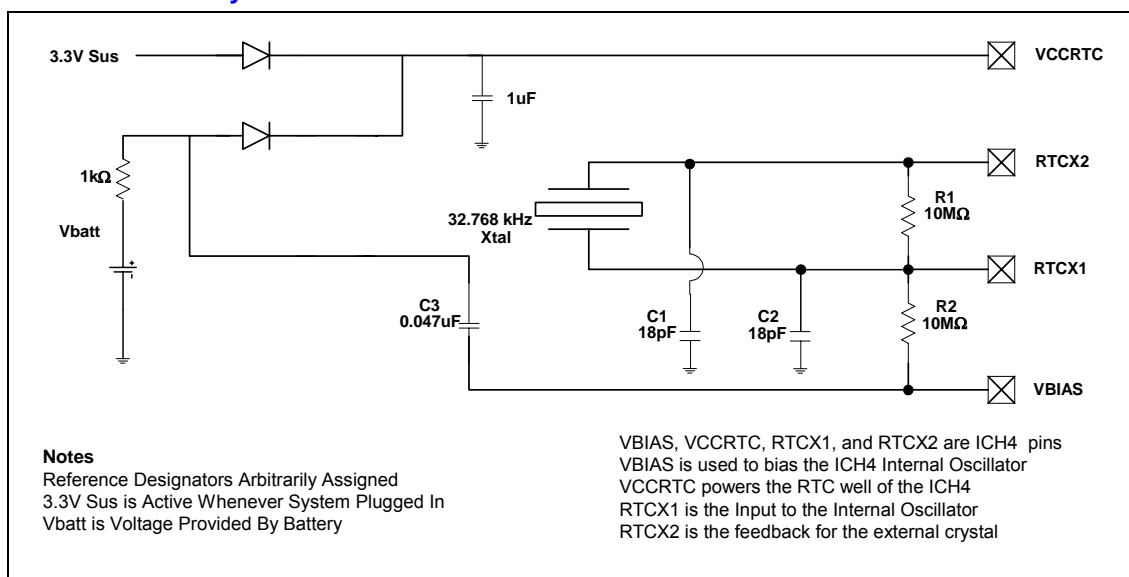 3.3V Sus
VCCRTC
1uF
1kΩ
RTCX2
R1
10MΩ
32.768 kHz
Xtal
Vbatt
RTCX1
+
-
C3
0.047uF
C1
18pF
C2
18pF
R2
10MΩ
VBIAS
Notes
Reference Designators Arbitrarily Assigned
3.3V Sus is Active Whenever System Plugged In
Vbatt is Voltage Provided By Battery
VBIAS, VCCRTC, RTCX1, and RTCX2 are ICH4 pins
VBIAS is used to bias the ICH4 Internal Oscillator
VCCRTC powers the RTC well of the ICH4
RTCX1 is the Input to the Internal Oscillator
RTCX2 is the feedback for the external crystal